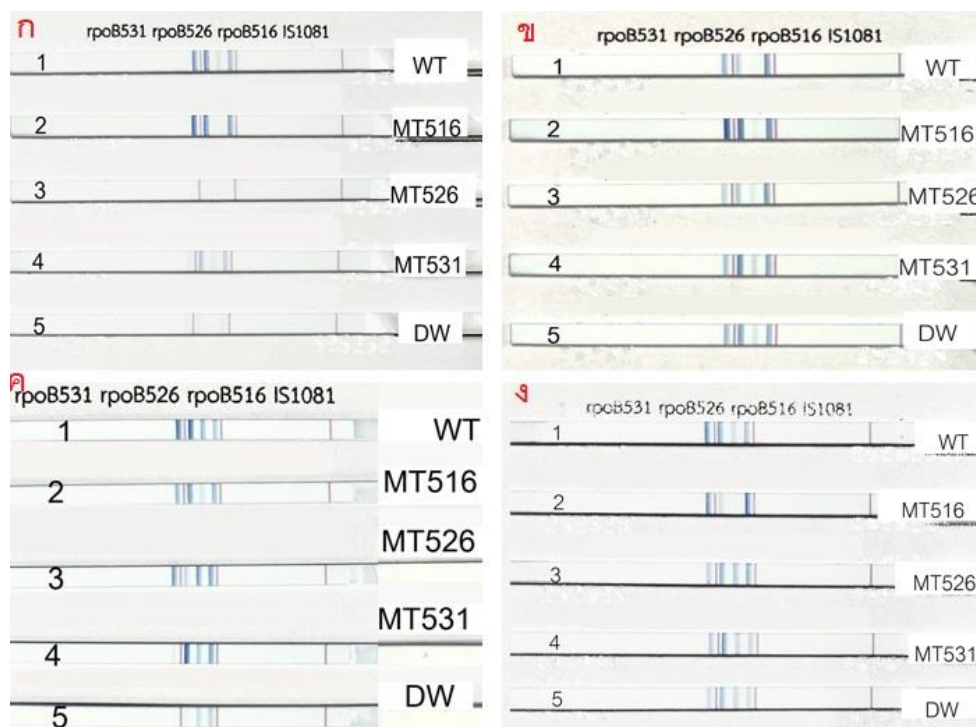 ก
rpoB531 rpoB526 rpoB516 IS1081
1 WT
2 MT516
3 MT526
4 MT531
5 DW
ข
rpoB531 rpoB526 rpoB516 IS1081
1 WT
2 MT516
3 MT526
4 MT531
5 DW
ค
rpoB531 rpoB526 rpoB516 IS1081
1 WT
2 MT516
3 MT526
4 MT531
5 DW
ง
rpoB531 rpoB526 rpoB516 IS1081
1 WT
2 MT516
3 MT526
4 MT531
5 DW